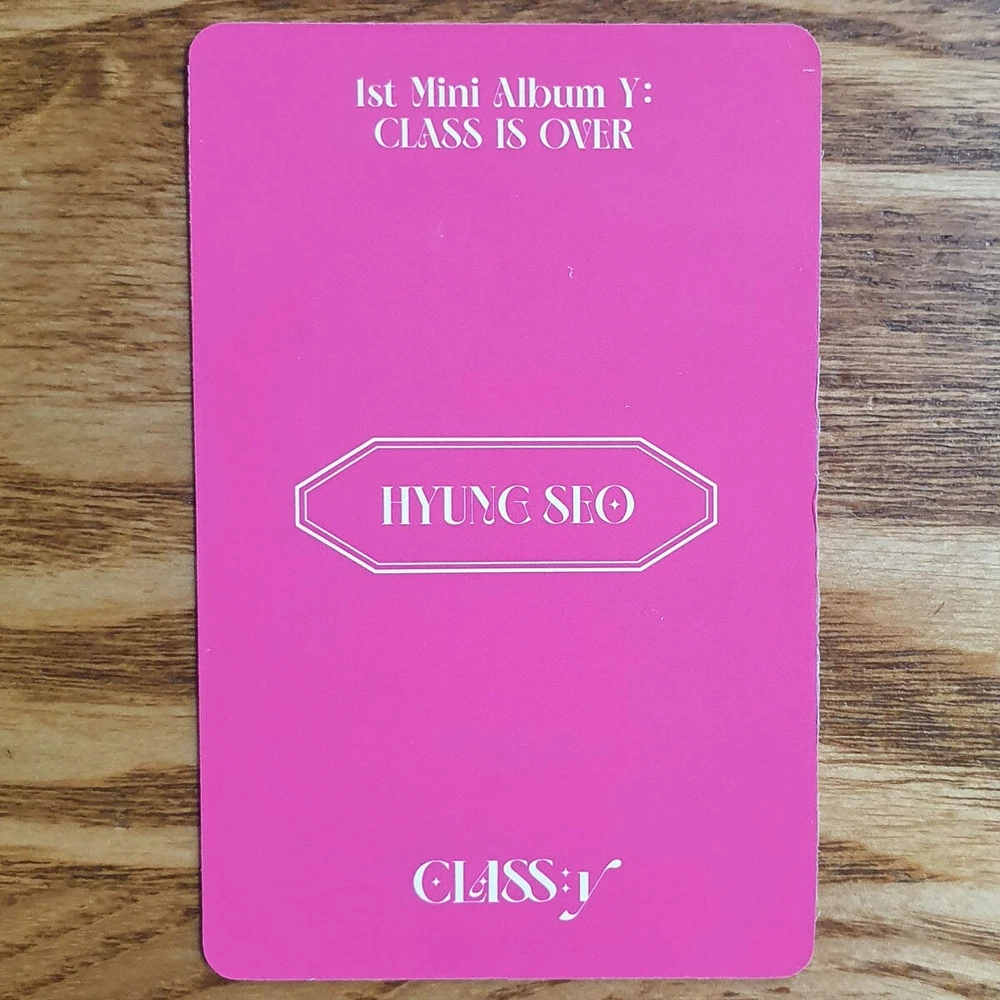 1st Mini Album Y:
CLASS IS OVER
HYUNG SEO
CLASS:y